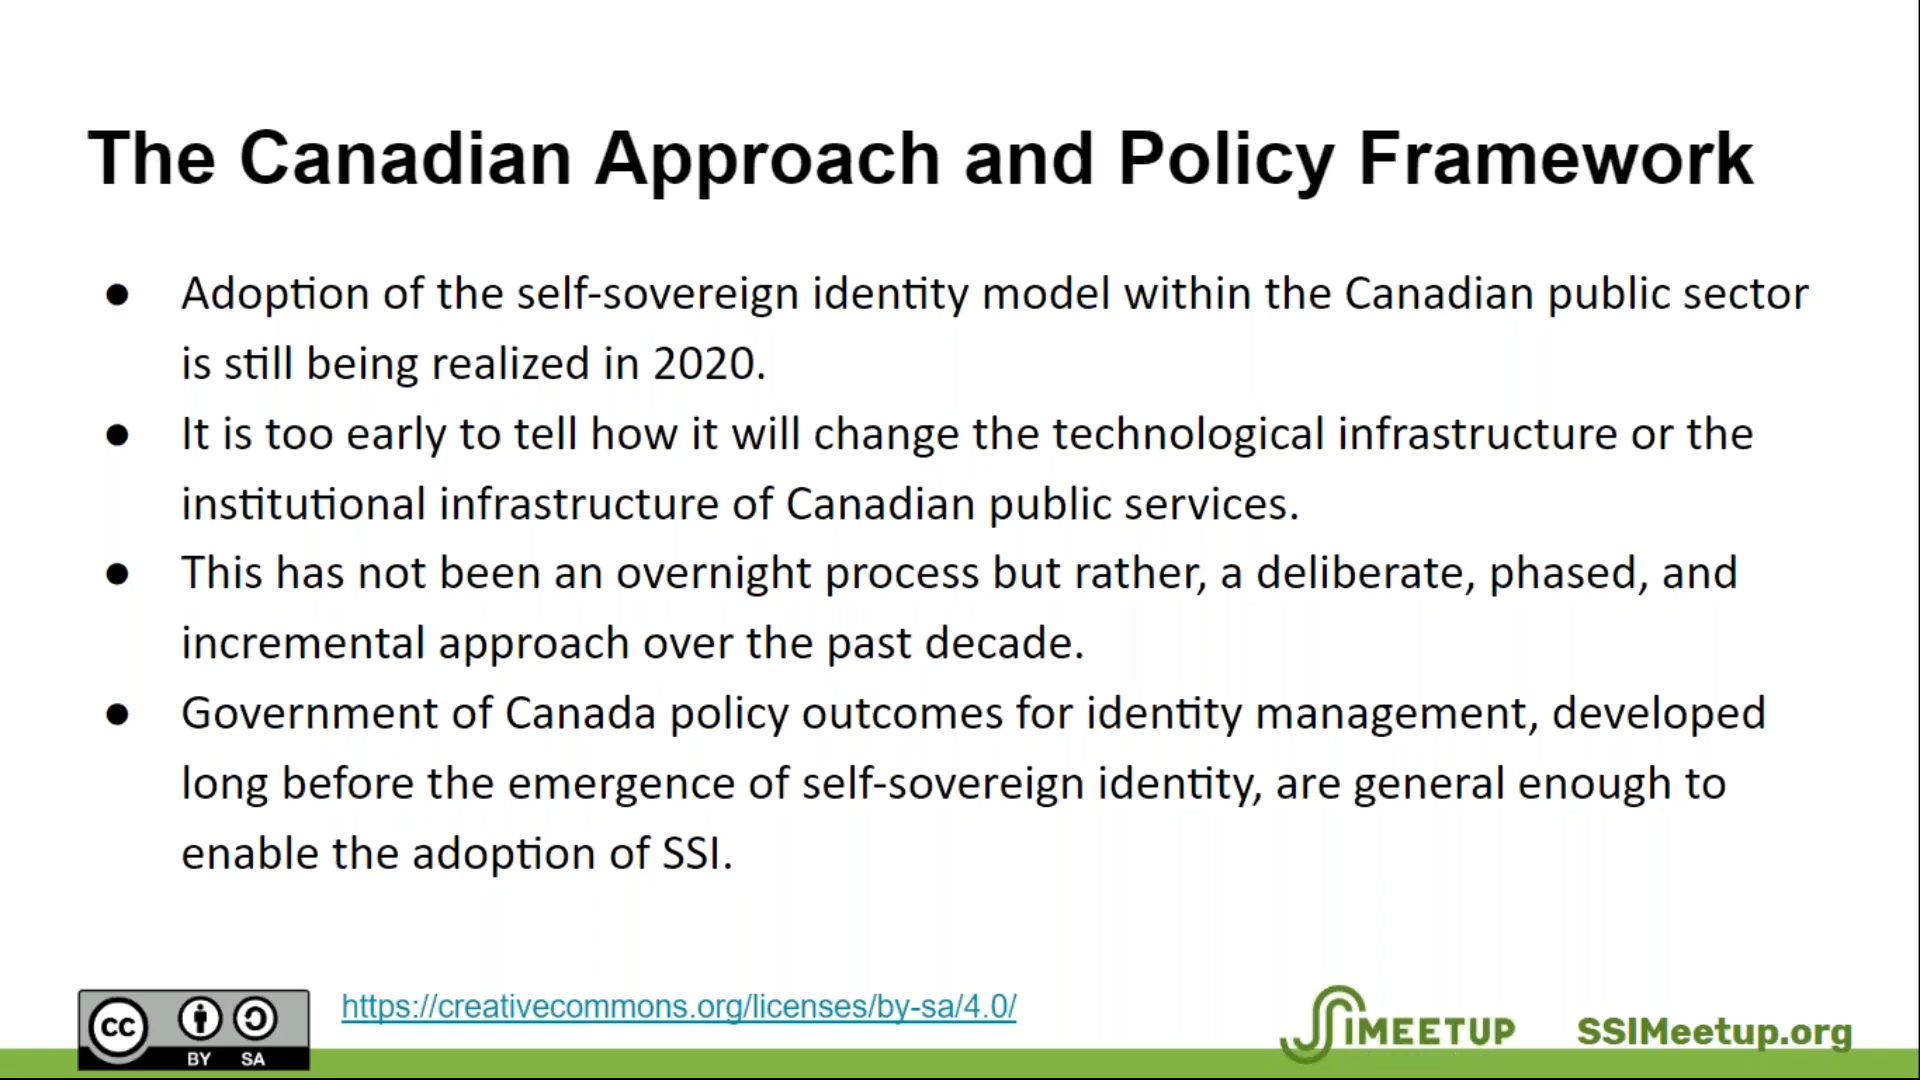 The Canadian Approach and Policy Framework
● Adoption of the self-sovereign identity model within the Canadian public sector
is still being realized in 2020.
● It is too early to tell how it will change the technological infrastructure or the
institutional infrastructure of Canadian public services.
● This has not been an overnight process but rather, a deliberate, phased, and
incremental approach over the past decade.
● Government of Canada policy outcomes for identity management, developed
long before the emergence of self-sovereign identity, are general enough to
enable the adoption of SSI.
cc BY SA
https://creativecommons.org/licenses/by-sa/4.0/
SSIMEETUP
SSIMeetup.org